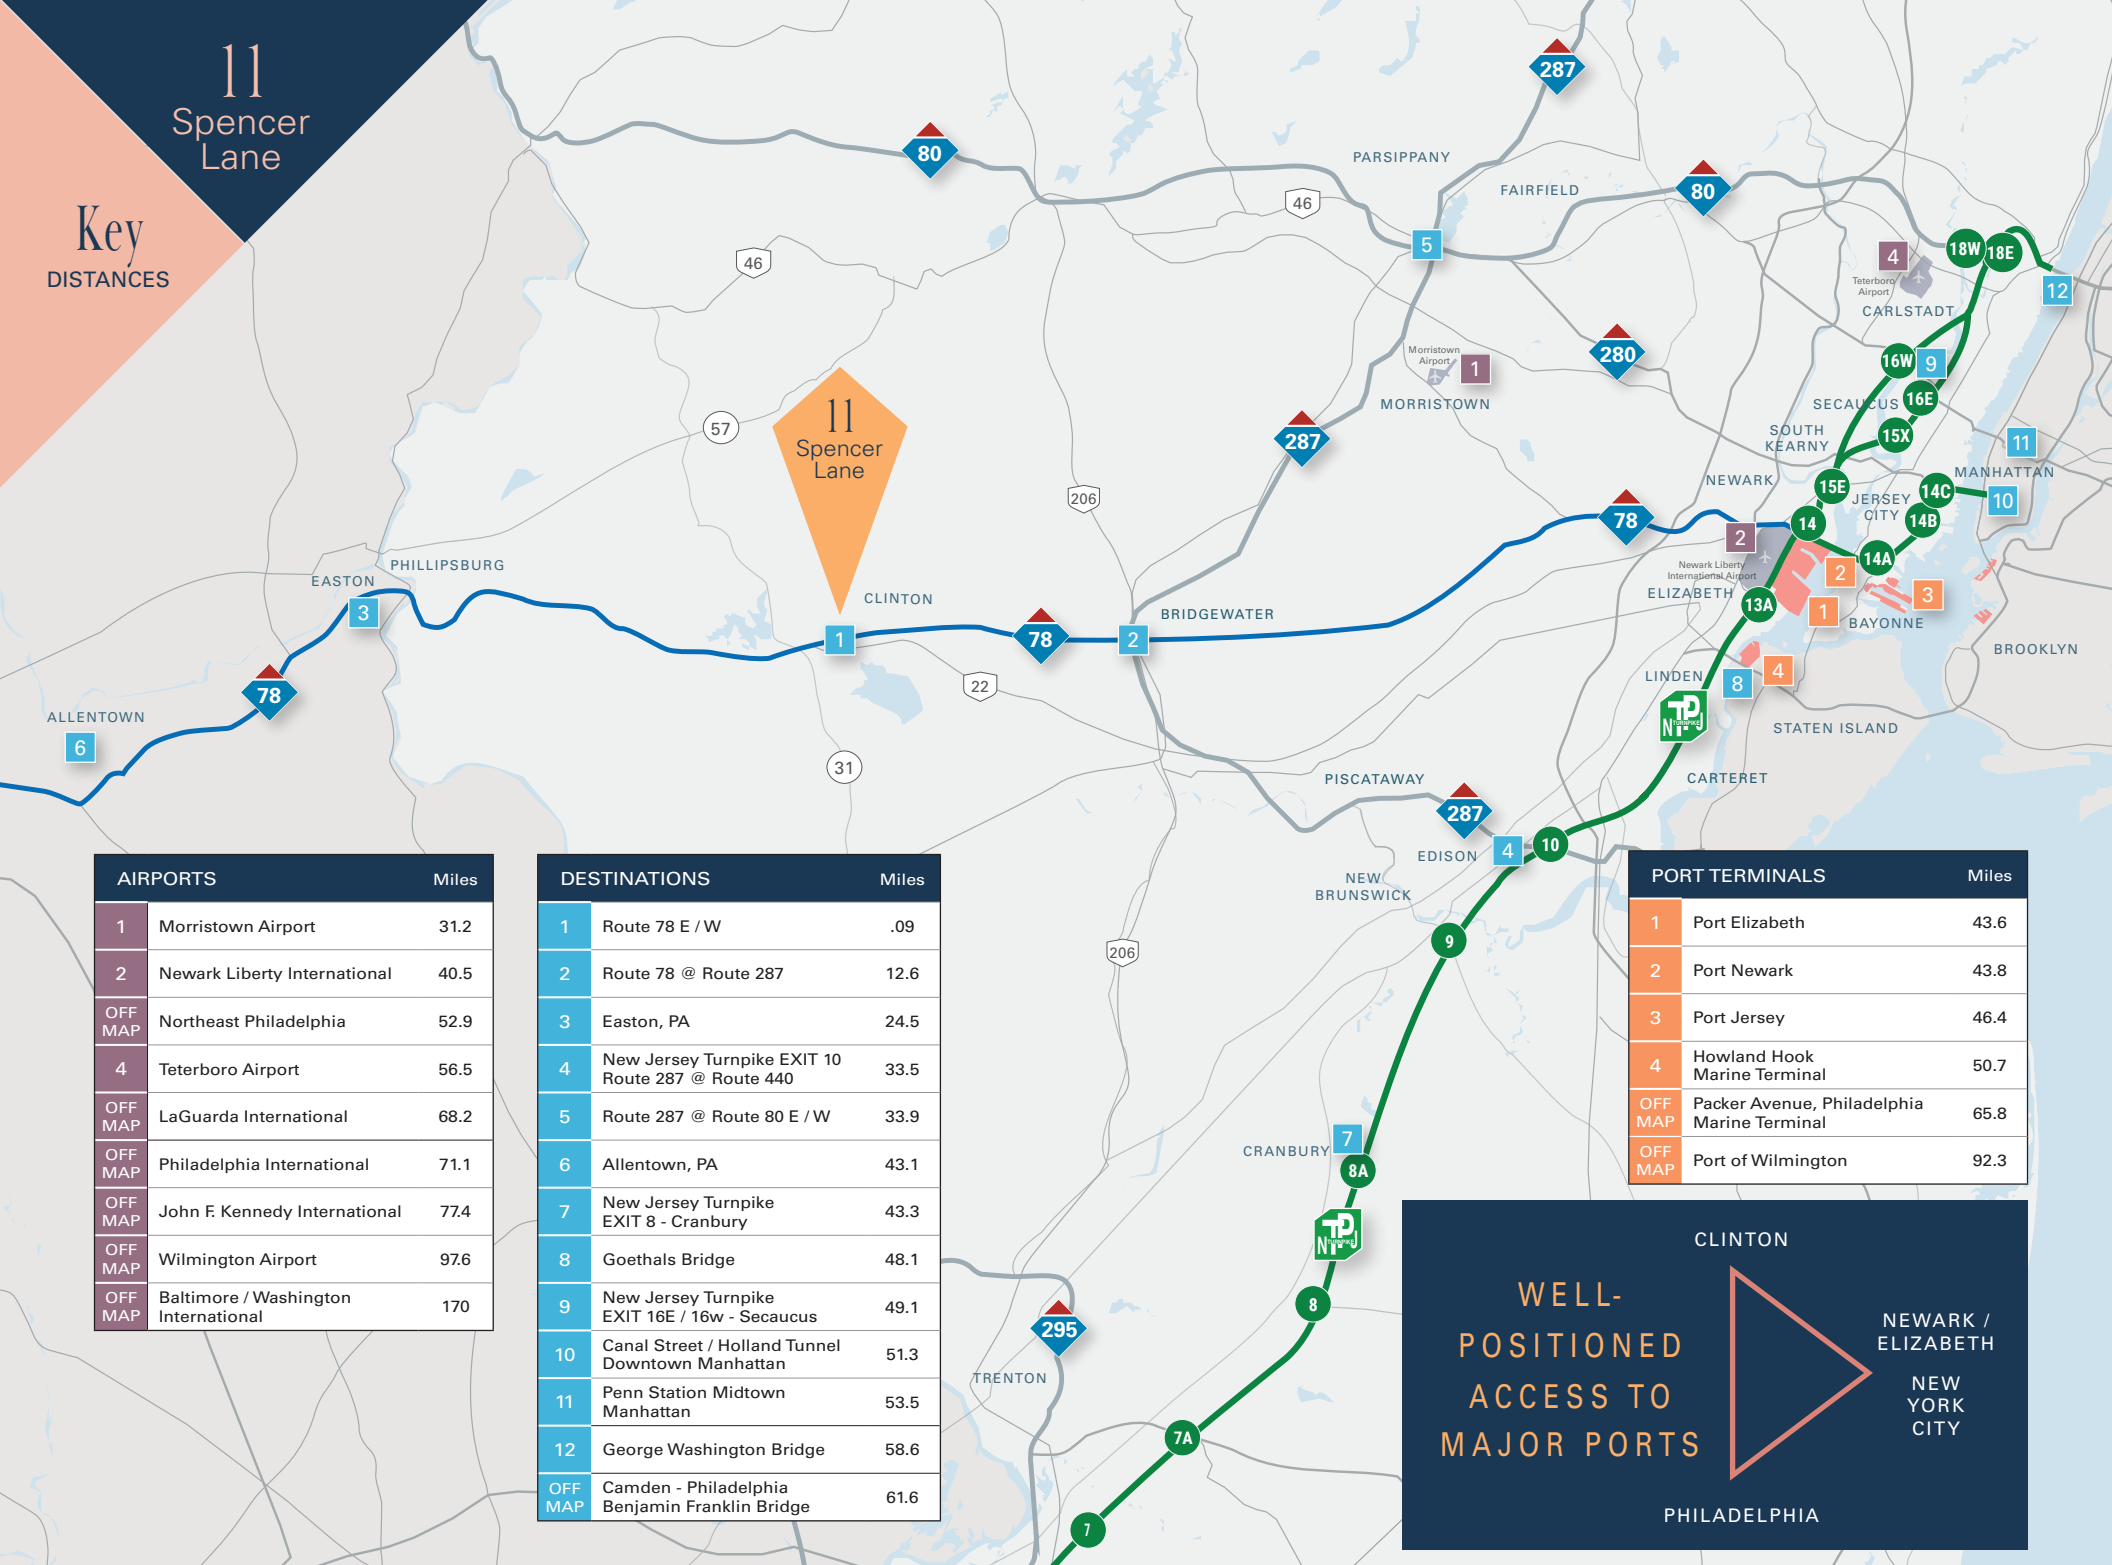 11
Spencer
Lane
Key
DISTANCES
287
80
PARSIPPANY
FAIRFIELD
80
46
46
5
4
18W
18E
Teterboro
Airport
12
CARLSTADT
280
Morristown
Airport
1
MORRISTOWN
16W
9
16E
SECAUCUS
SOUTH
KEARNY
15X
11
MANHATTAN
57
11
Spencer
Lane
287
206
NEWARK
15E
JERSEY
CITY
14C
10
14B
78
14
2
14A
Newark Liberty
International Airport
2
ELIZABETH
13A
1
3
BAYONNE
BROOKLYN
PHILLIPSBURG
EASTON
3
CLINTON
1
78
BRIDGEWATER
2
22
78
ALLENTOWN
6
LINDEN
8
4
NJ
TP
TURNPIKE
STATEN ISLAND
31
PISCATAWAY
CARTERET
287
EDISON
4
10
NEW
BRUNSWICK
9
206
CRANBURY
7
8A
NJ
TP
TURNPIKE
8
295
TRENTON
7A
7
AIRPORTS Miles
1 Morristown Airport 31.2
2 Newark Liberty International 40.5
OFF
MAP
Northeast Philadelphia 52.9
4 Teterboro Airport 56.5
OFF
MAP
LaGuarda International 68.2
OFF
MAP
Philadelphia International 71.1
OFF
MAP
John F. Kennedy International 77.4
OFF
MAP
Wilmington Airport 97.6
OFF
MAP
Baltimore / Washington
International
170
DESTINATIONS Miles
1 Route 78 E / W .09
2 Route 78 @ Route 287 12.6
3 Easton, PA 24.5
4 New Jersey Turnpike EXIT 10
Route 287 @ Route 440
33.5
5 Route 287 @ Route 80 E / W 33.9
6 Allentown, PA 43.1
7 New Jersey Turnpike
EXIT 8 - Cranbury
43.3
8 Goethals Bridge 48.1
9 New Jersey Turnpike
EXIT 16E / 16w - Secaucus
49.1
10 Canal Street / Holland Tunnel
Downtown Manhattan
51.3
11 Penn Station Midtown
Manhattan
53.5
12 George Washington Bridge 58.6
OFF
MAP
Camden - Philadelphia
Benjamin Franklin Bridge
61.6
PORT TERMINALS Miles
1 Port Elizabeth 43.6
2 Port Newark 43.8
3 Port Jersey 46.4
4 Howland Hook
Marine Terminal
50.7
OFF
MAP
Packer Avenue, Philadelphia
Marine Terminal
65.8
OFF
MAP
Port of Wilmington 92.3
WELL-
POSITIONED
ACCESS TO
MAJOR PORTS
CLINTON
NEWARK /
ELIZABETH
NEW
YORK
CITY
PHILADELPHIA